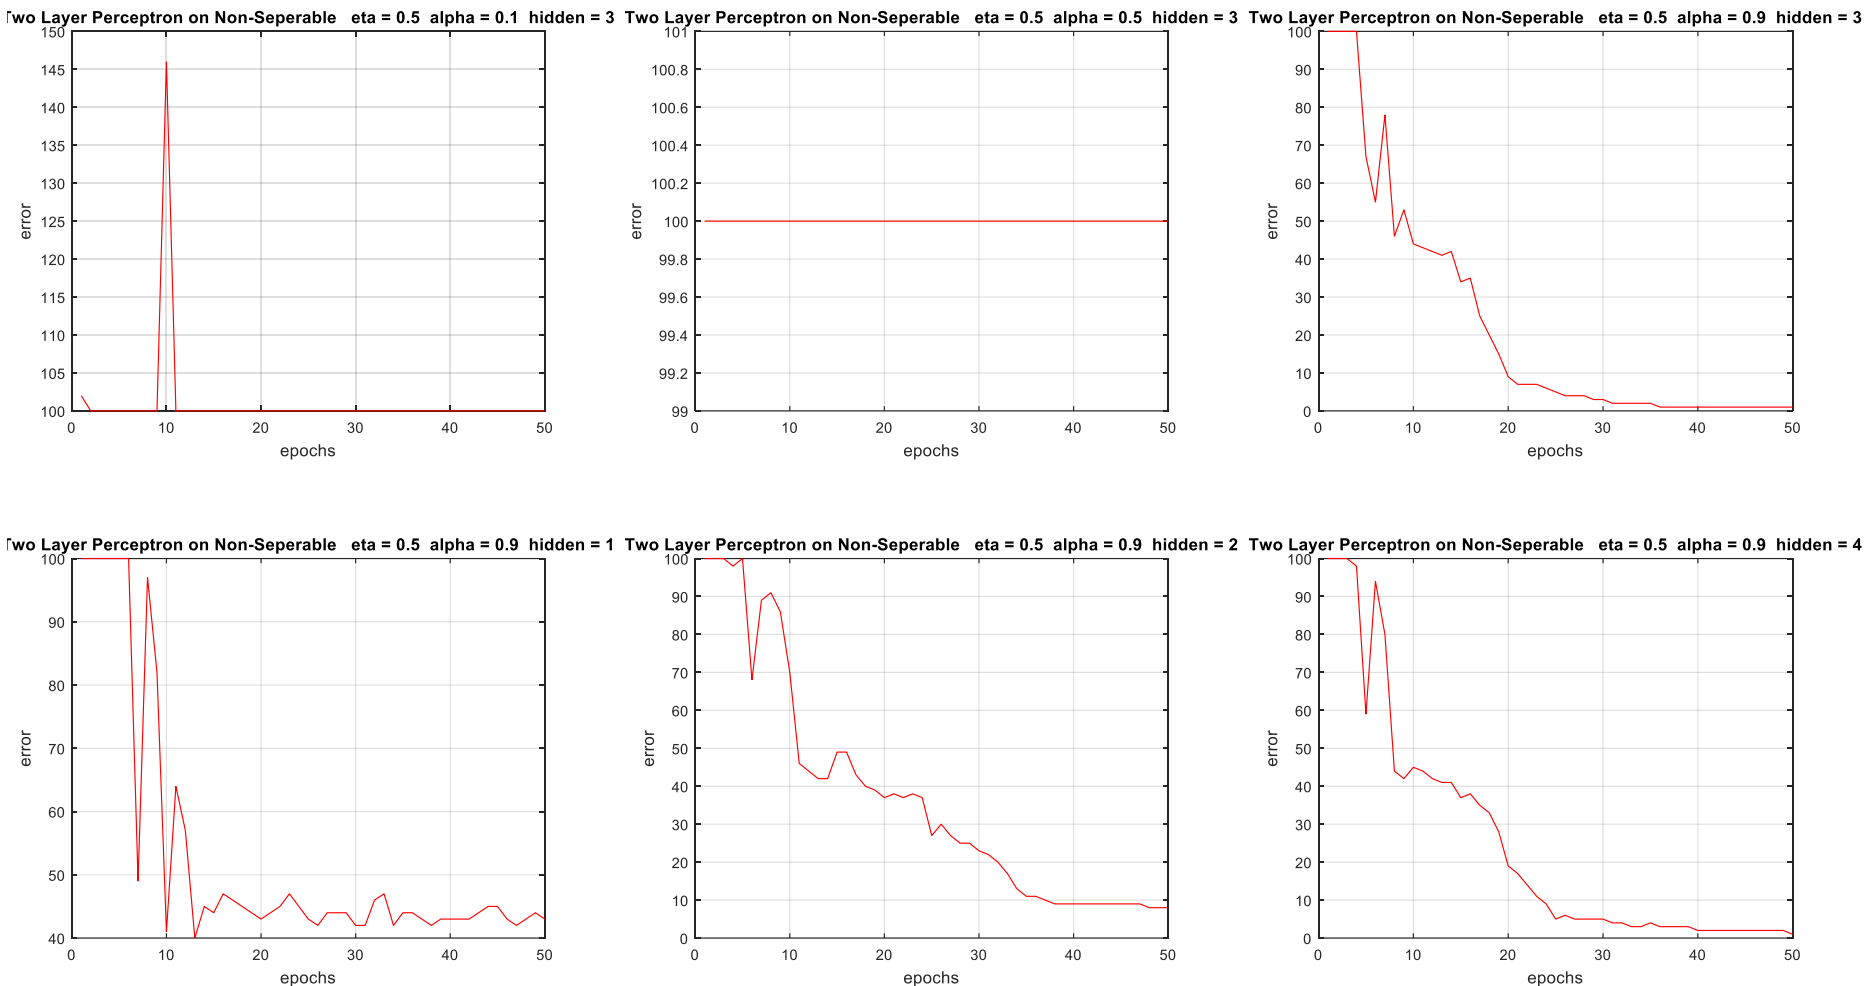 Two Layer Perceptron on Non-Seperable eta = 0.5 alpha = 0.1 hidden = 3
150
145
140
135
130
125
120
115
110
105
100
error
0 10 20 30 40 50
epochs
Two Layer Perceptron on Non-Seperable eta = 0.5 alpha = 0.5 hidden = 3
101
100.8
100.6
100.4
100.2
100
99.8
99.6
99.4
99.2
99
error
0 10 20 30 40 50
epochs
Two Layer Perceptron on Non-Seperable eta = 0.5 alpha = 0.9 hidden = 3
100
90
80
70
60
50
40
30
20
10
0
error
0 10 20 30 40 50
epochs
Two Layer Perceptron on Non-Seperable eta = 0.5 alpha = 0.9 hidden = 1
100
90
80
70
60
50
40
error
0 10 20 30 40 50
epochs
Two Layer Perceptron on Non-Seperable eta = 0.5 alpha = 0.9 hidden = 2
100
90
80
70
60
50
40
30
20
10
0
error
0 10 20 30 40 50
epochs
Two Layer Perceptron on Non-Seperable eta = 0.5 alpha = 0.9 hidden = 4
100
90
80
70
60
50
40
30
20
10
0
error
0 10 20 30 40 50
epochs